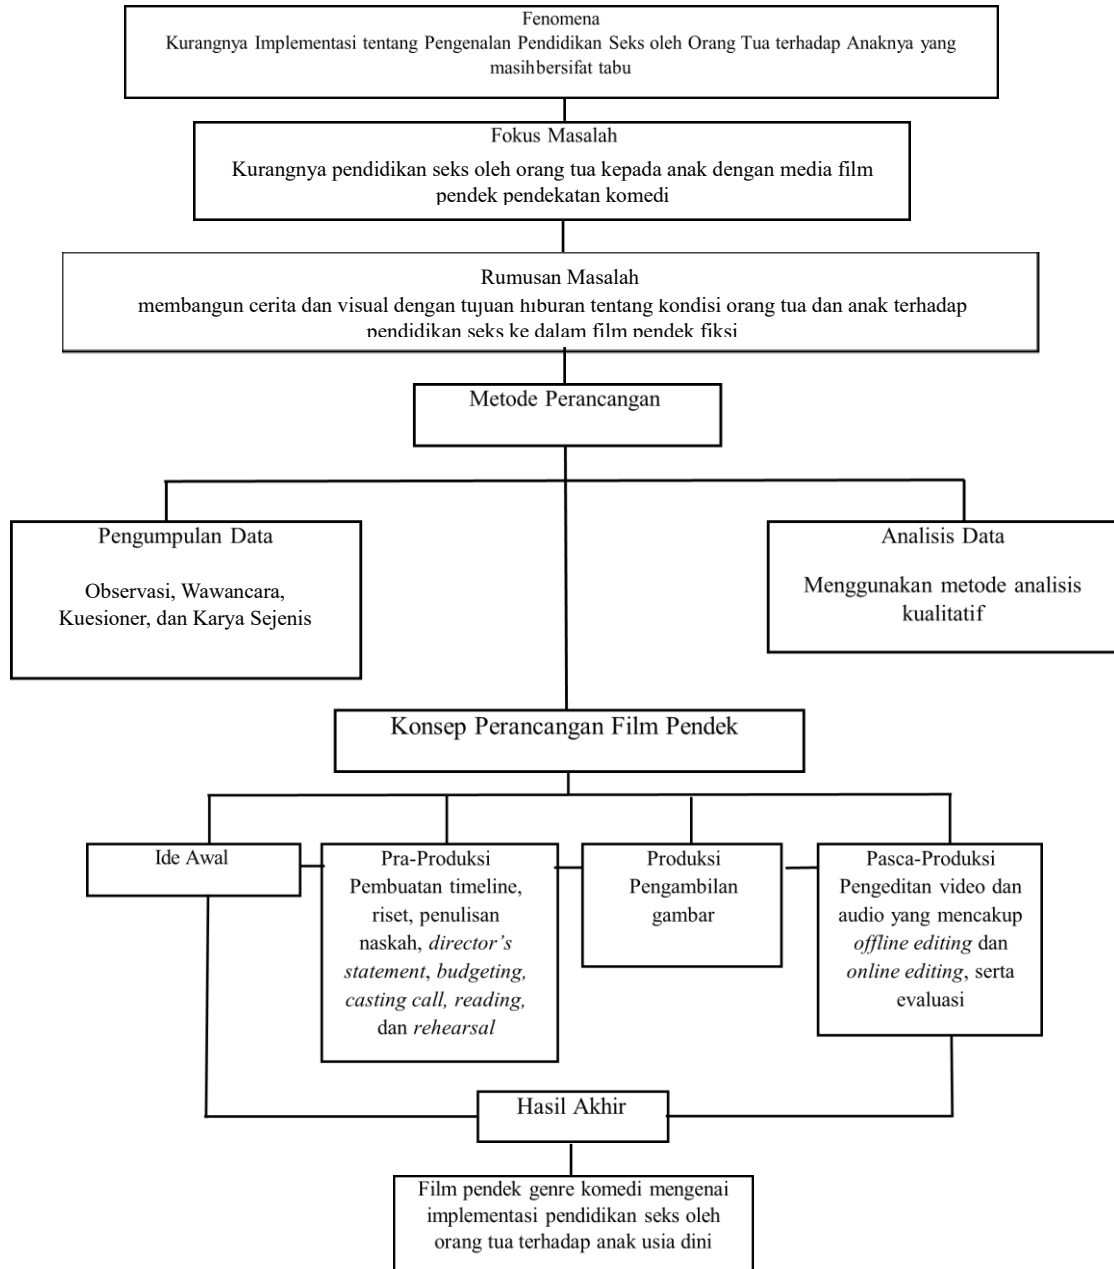 Fenomena
Kurangnya Implementasi tentang Pengenalan Pendidikan Seks oleh Orang Tua terhadap Anaknya yang
masihbersifat tabu
Fokus Masalah
Kurangnya pendidikan seks oleh orang tua kepada anak dengan media film
pendek pendekatan komedi
Rumusan Masalah
membangun cerita dan visual dengan tujuan hiburan tentang kondisi orang tua dan anak terhadap
pendidikan seks ke dalam film pendek fiksi
Metode Perancangan
Pengumpulan Data
Observasi, Wawancara,
Kuesioner, dan Karya Sejenis
Analisis Data
Menggunakan metode analisis
kualitatif
Konsep Perancangan Film Pendek
Ide Awal
Pra-Produksi
Pembuatan timeline,
riset, penulisan
naskah, director’s
statement, budgeting,
casting call, reading,
dan rehearsal
Produksi
Pengambilan
gambar
Pasca-Produksi
Pengeditan video dan
audio yang mencakup
offline editing dan
online editing, serta
evaluasi
Hasil Akhir
Film pendek genre komedi mengenai
implementasi pendidikan seks oleh
orang tua terhadap anak usia dini